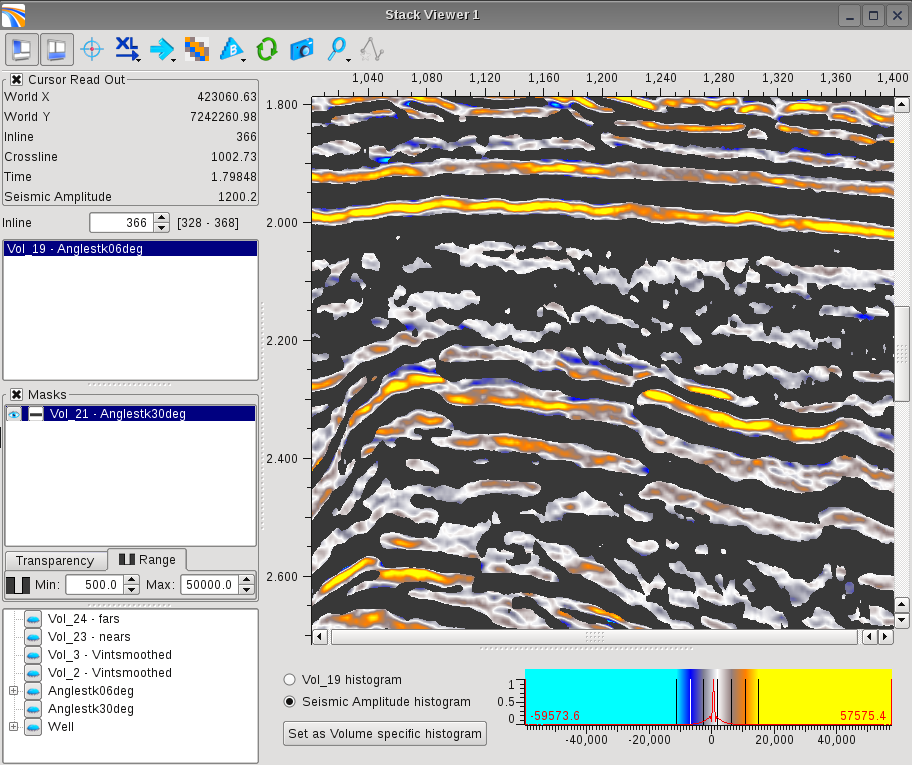 Stack Viewer 1
XL
Cursor Read Out
World X 423060.63
World Y 7242260.98
Inline 366
Crossline 1002.73
Time 1.79848
Seismic Amplitude 1200.2
Inline 366 [328 - 368]
Vol_19 - Anglestk06deg
Masks
Vol_21 - Anglestk30deg
Transparency Range
Min: 500.0 Max: 50000.0
Vol_24 - fars
Vol_23 - nears
Vol_3 - Vintsmoothed
Vol_2 - Vintsmoothed
Anglestk06deg
Anglestk30deg
Well
1,040 1,080 1,120 1,160 1,200 1,240 1,280 1,320 1,360 1,400
1.800
2.000
2.200
2.400
2.600
Vol_19 histogram
Seismic Amplitude histogram
Set as Volume specific histogram
1
0.5
0
-59573.6 57575.4
-40,000 -20,000 0 20,000 40,000